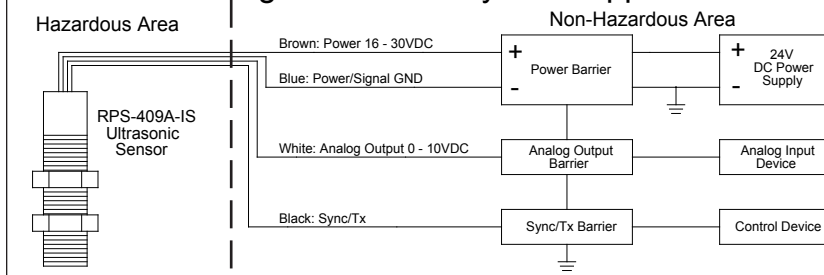 Hazardous Area
Non-Hazardous Area
Brown: Power 16 - 30VDC
Blue: Power/Signal GND
White: Analog Output 0 - 10VDC
Black: Sync/Tx
RPS-409A-IS
Ultrasonic
Sensor
+
-
Power Barrier
+
-
24V
DC Power
Supply
Analog Output
Barrier
Analog Input
Device
Sync/Tx Barrier
Control Device